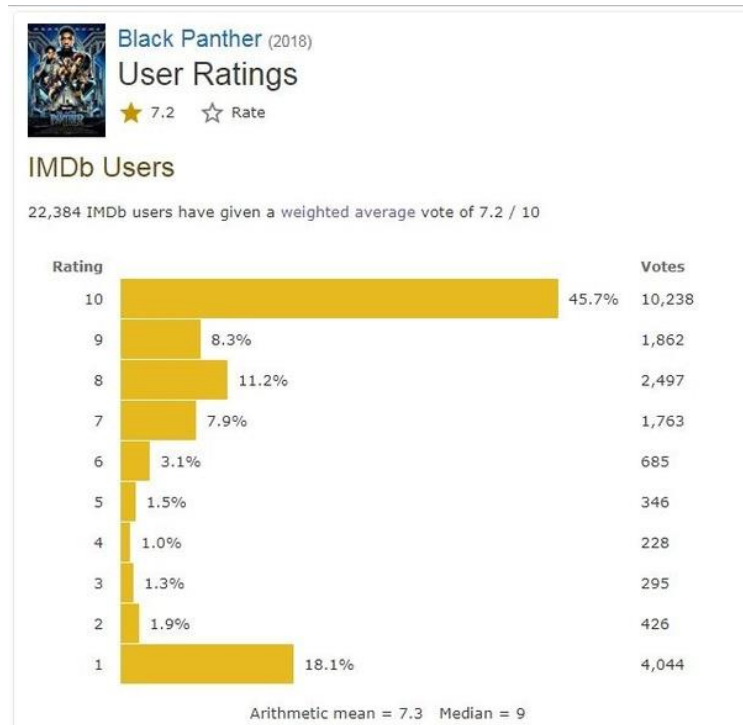 Black Panther (2018)
User Ratings
7.2 Rate
IMDb Users
22,384 IMDb users have given a weighted average vote of 7.2 / 10
Rating Votes
10 45.7% 10,238
9 8.3% 1,862
8 11.2% 2,497
7 7.9% 1,763
6 3.1% 685
5 1.5% 346
4 1.0% 228
3 1.3% 295
2 1.9% 426
1 18.1% 4,044
Arithmetic mean = 7.3 Median = 9